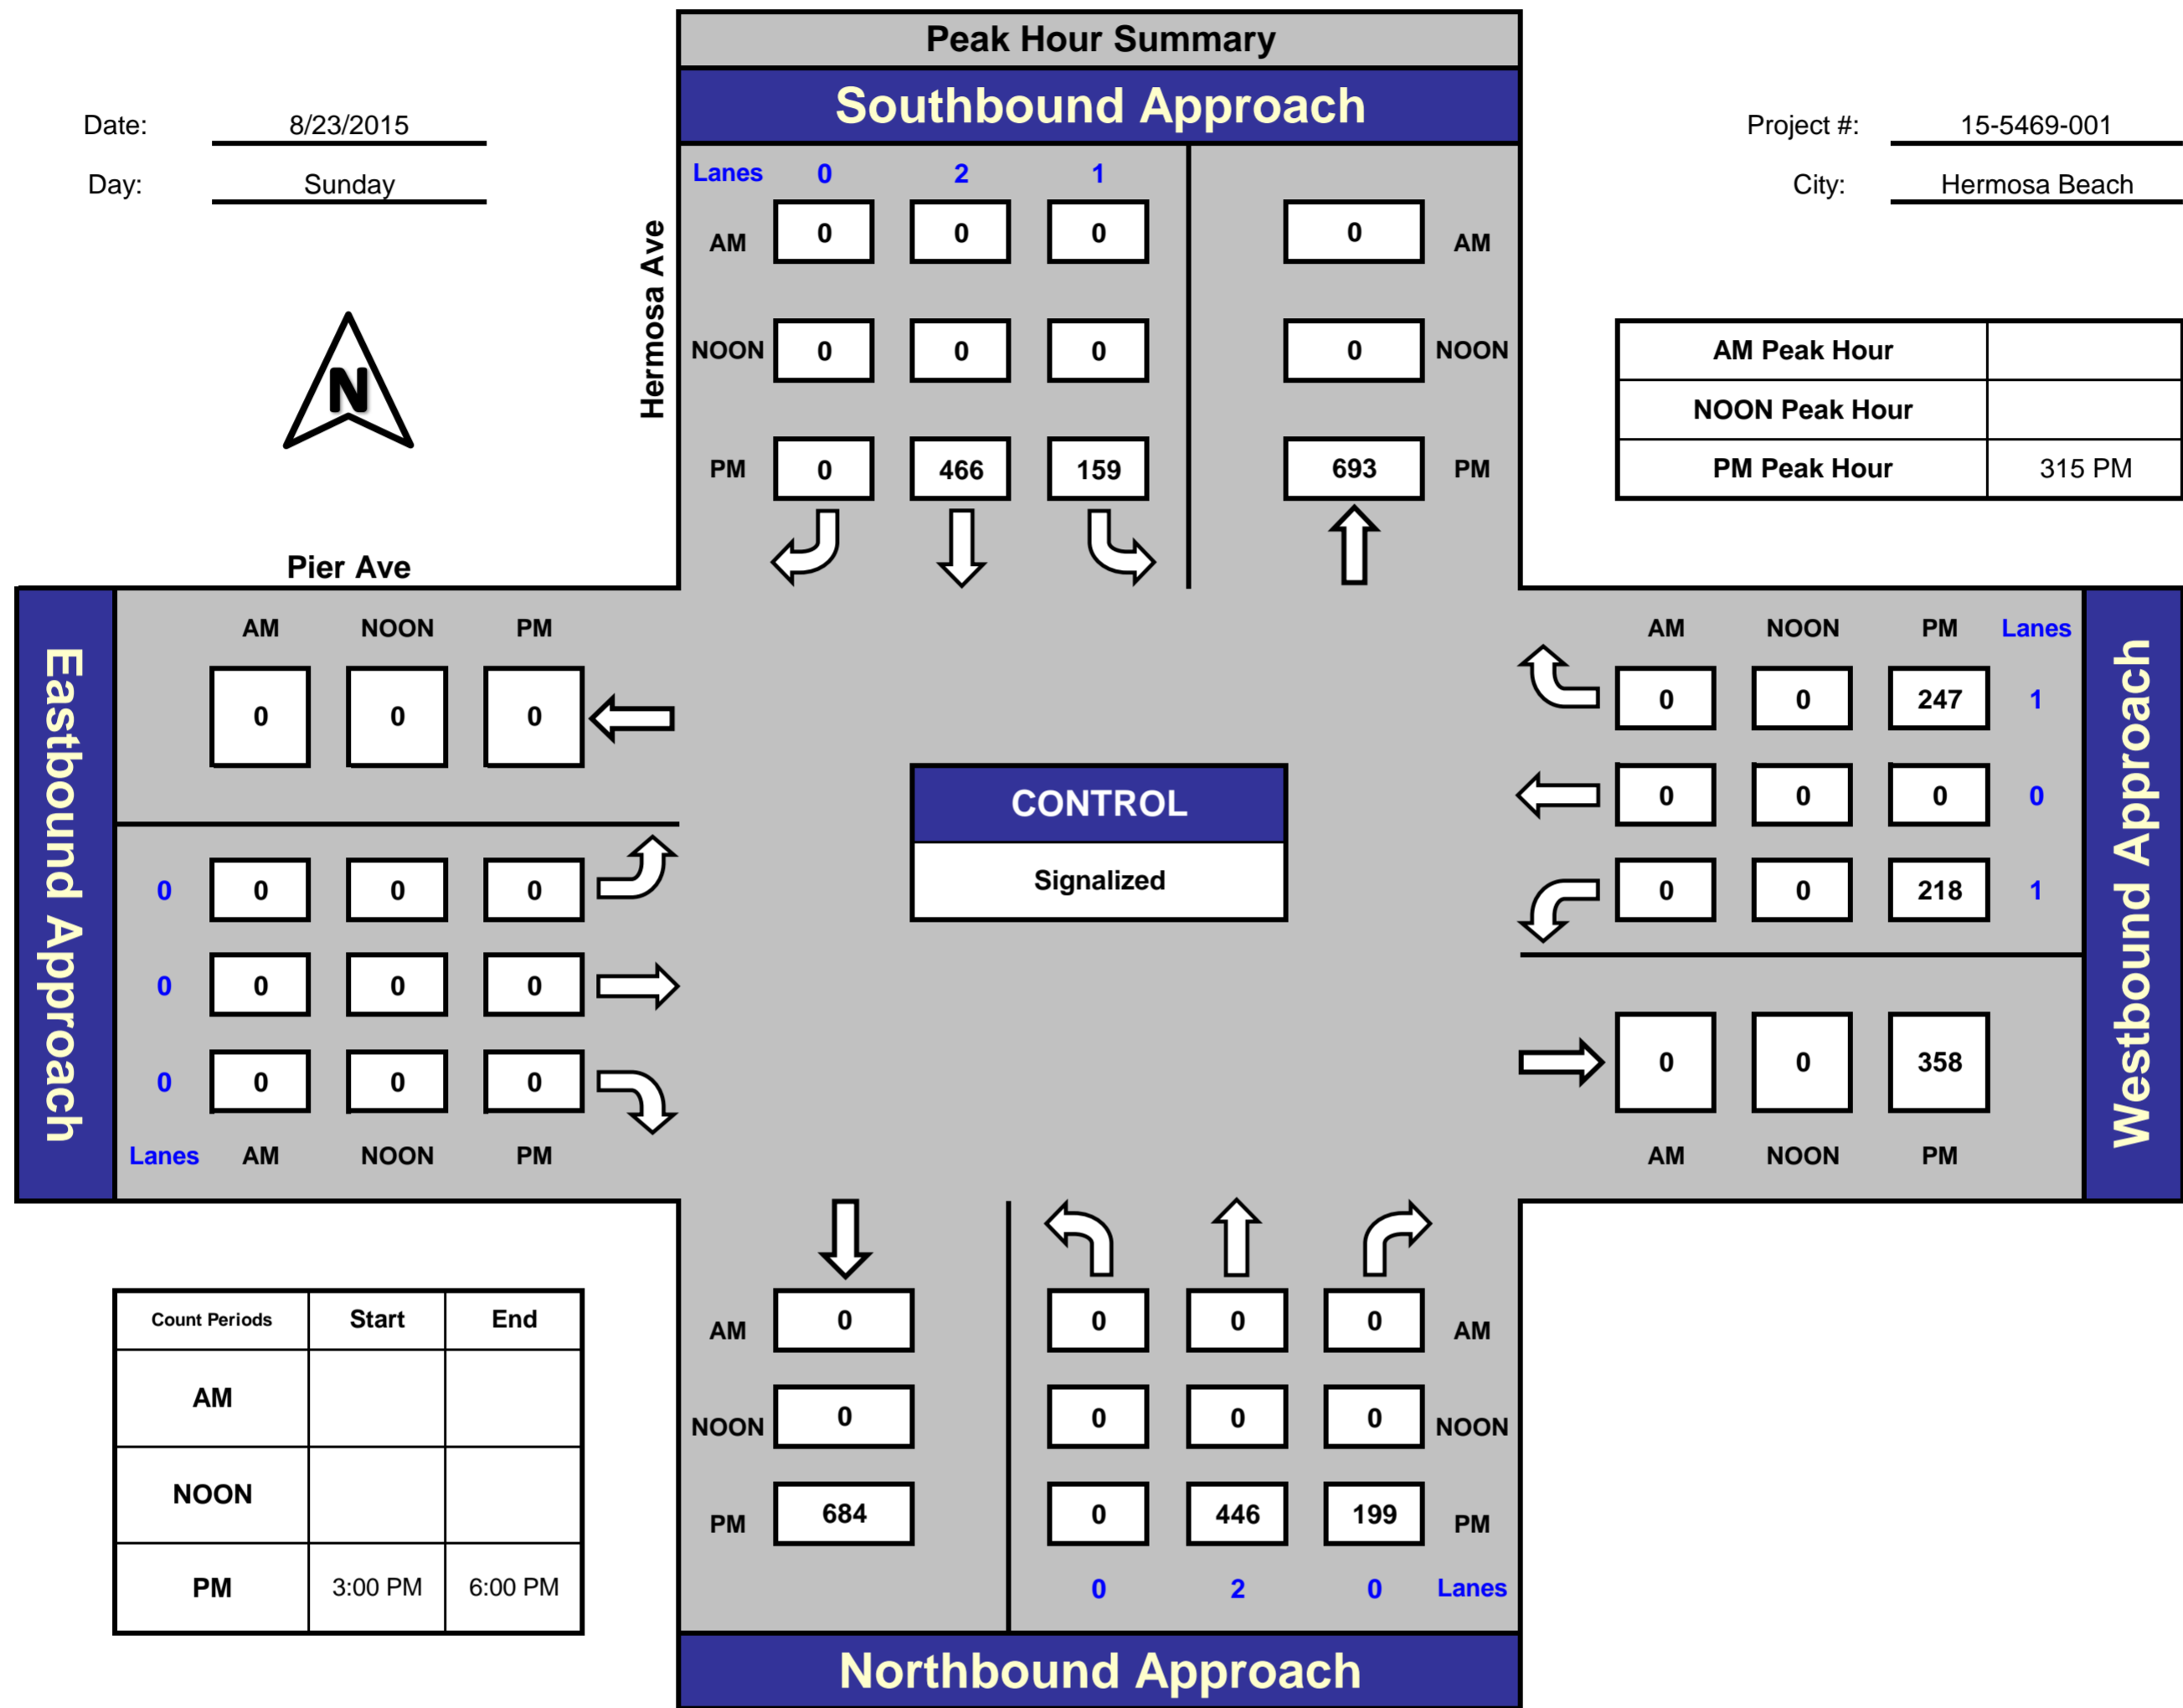 Peak Hour Summary
Southbound Approach
Date: 8/23/2015
Project #: 15-5469-001
Day: Sunday
City: Hermosa Beach
Lanes 0 2 1
Hermosa Ave
AM 0 0 0 0 AM
N
NOON 0 0 0 0 NOON
PM 0 466 159 693 PM
AM Peak Hour
NOON Peak Hour
PM Peak Hour 315 PM
Pier Ave
Eastbound Approach
AM NOON PM
0 0 0
0 0 0 0
0 0 0 0
0 0 0 0
Lanes AM NOON PM
CONTROL
Signalized
AM NOON PM Lanes
0 0 247 1
0 0 0 0
0 0 218 1
0 0 358
AM NOON PM
Westbound Approach
Count Periods Start End
AM
NOON
PM 3:00 PM 6:00 PM
AM 0 0 0 0 AM
NOON 0 0 0 0 NOON
PM 684 0 446 199 PM
0 2 0 Lanes
Northbound Approach